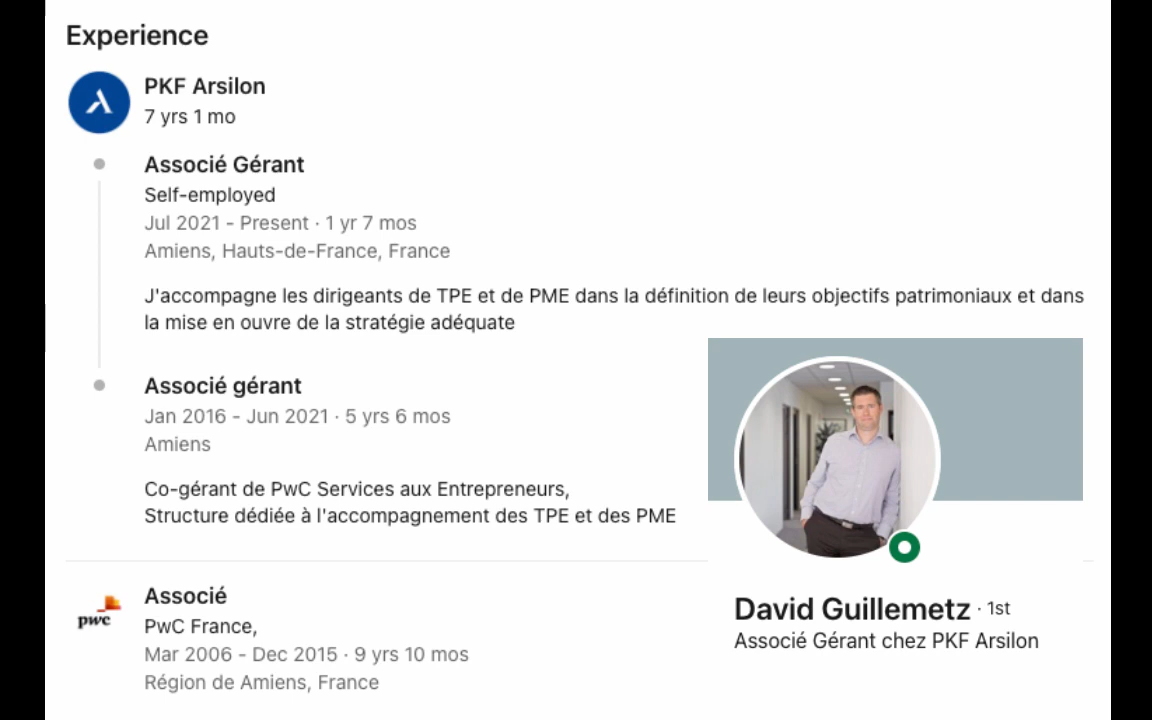 Experience
PKF Arsilon
7 yrs 1 mo
Associé Gérant
Self-employed
Jul 2021 - Present · 1 yr 7 mos
Amiens, Hauts-de-France, France
J'accompagne les dirigeants de TPE et de PME dans la définition de leurs objectifs patrimoniaux et dans
la mise en ouvre de la stratégie adéquate
Associé gérant
Jan 2016 - Jun 2021 · 5 yrs 6 mos
Amiens
Co-gérant de PwC Services aux Entrepreneurs,
Structure dédiée à l'accompagnement des TPE et des PME
pwc
Associé
PwC France,
Mar 2006 - Dec 2015 · 9 yrs 10 mos
Région de Amiens, France
David Guillemetz · 1st
Associé Gérant chez PKF Arsilon